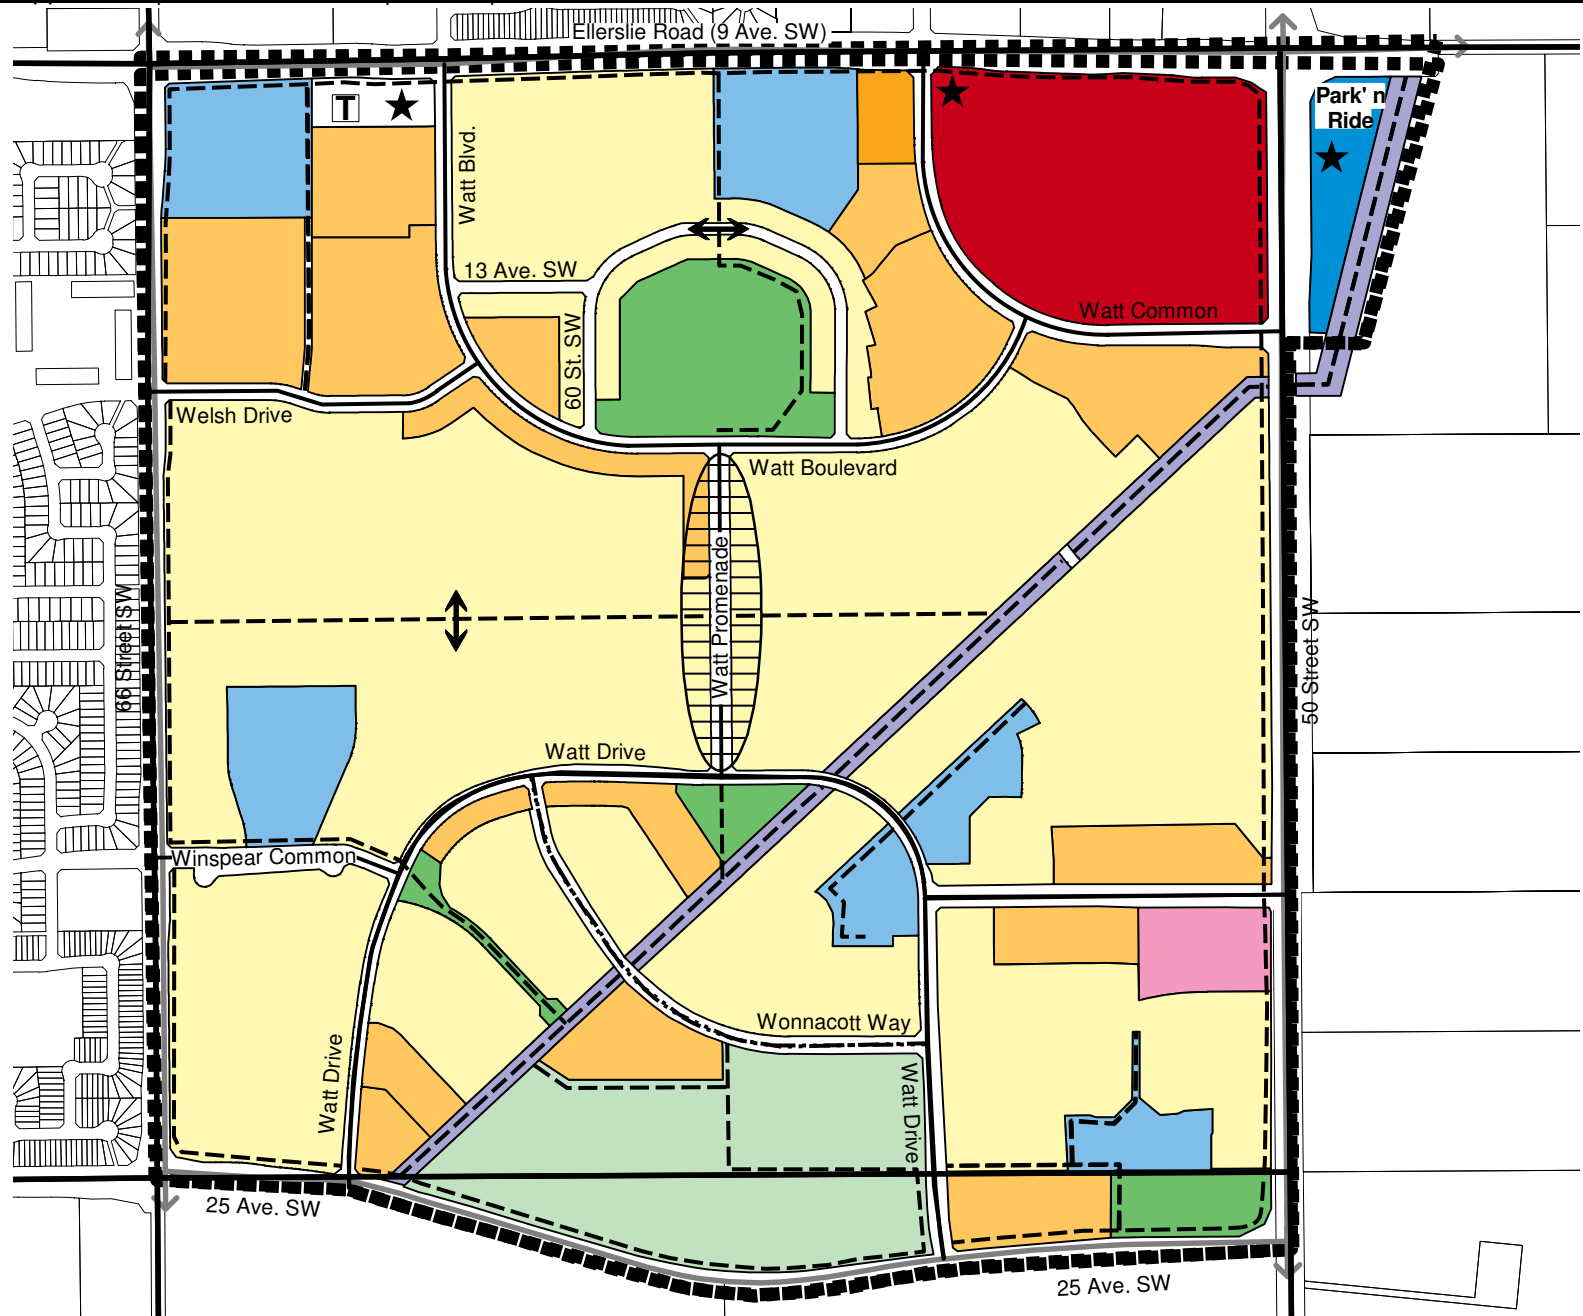 Ellerslie Road (9 Ave. SW)
Park' n
Ride
T
Watt Blvd.
13 Ave. SW
60 St. SW
Watt Common
Welsh Drive
Watt Boulevard
Watt Promenade
66 Street SW
50 Street SW
Watt Drive
Winspear Common
Wonnacott Way
Watt Drive
Watt Drive
25 Ave. SW
25 Ave. SW